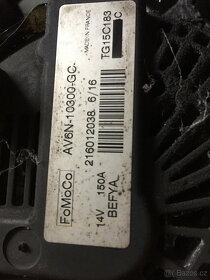 MADE IN FRANCE
TG15C183
C
AV6N-10300-GC
216012038 6/16
14V 150A
BEFYA
FoMoCo
bazos.cz